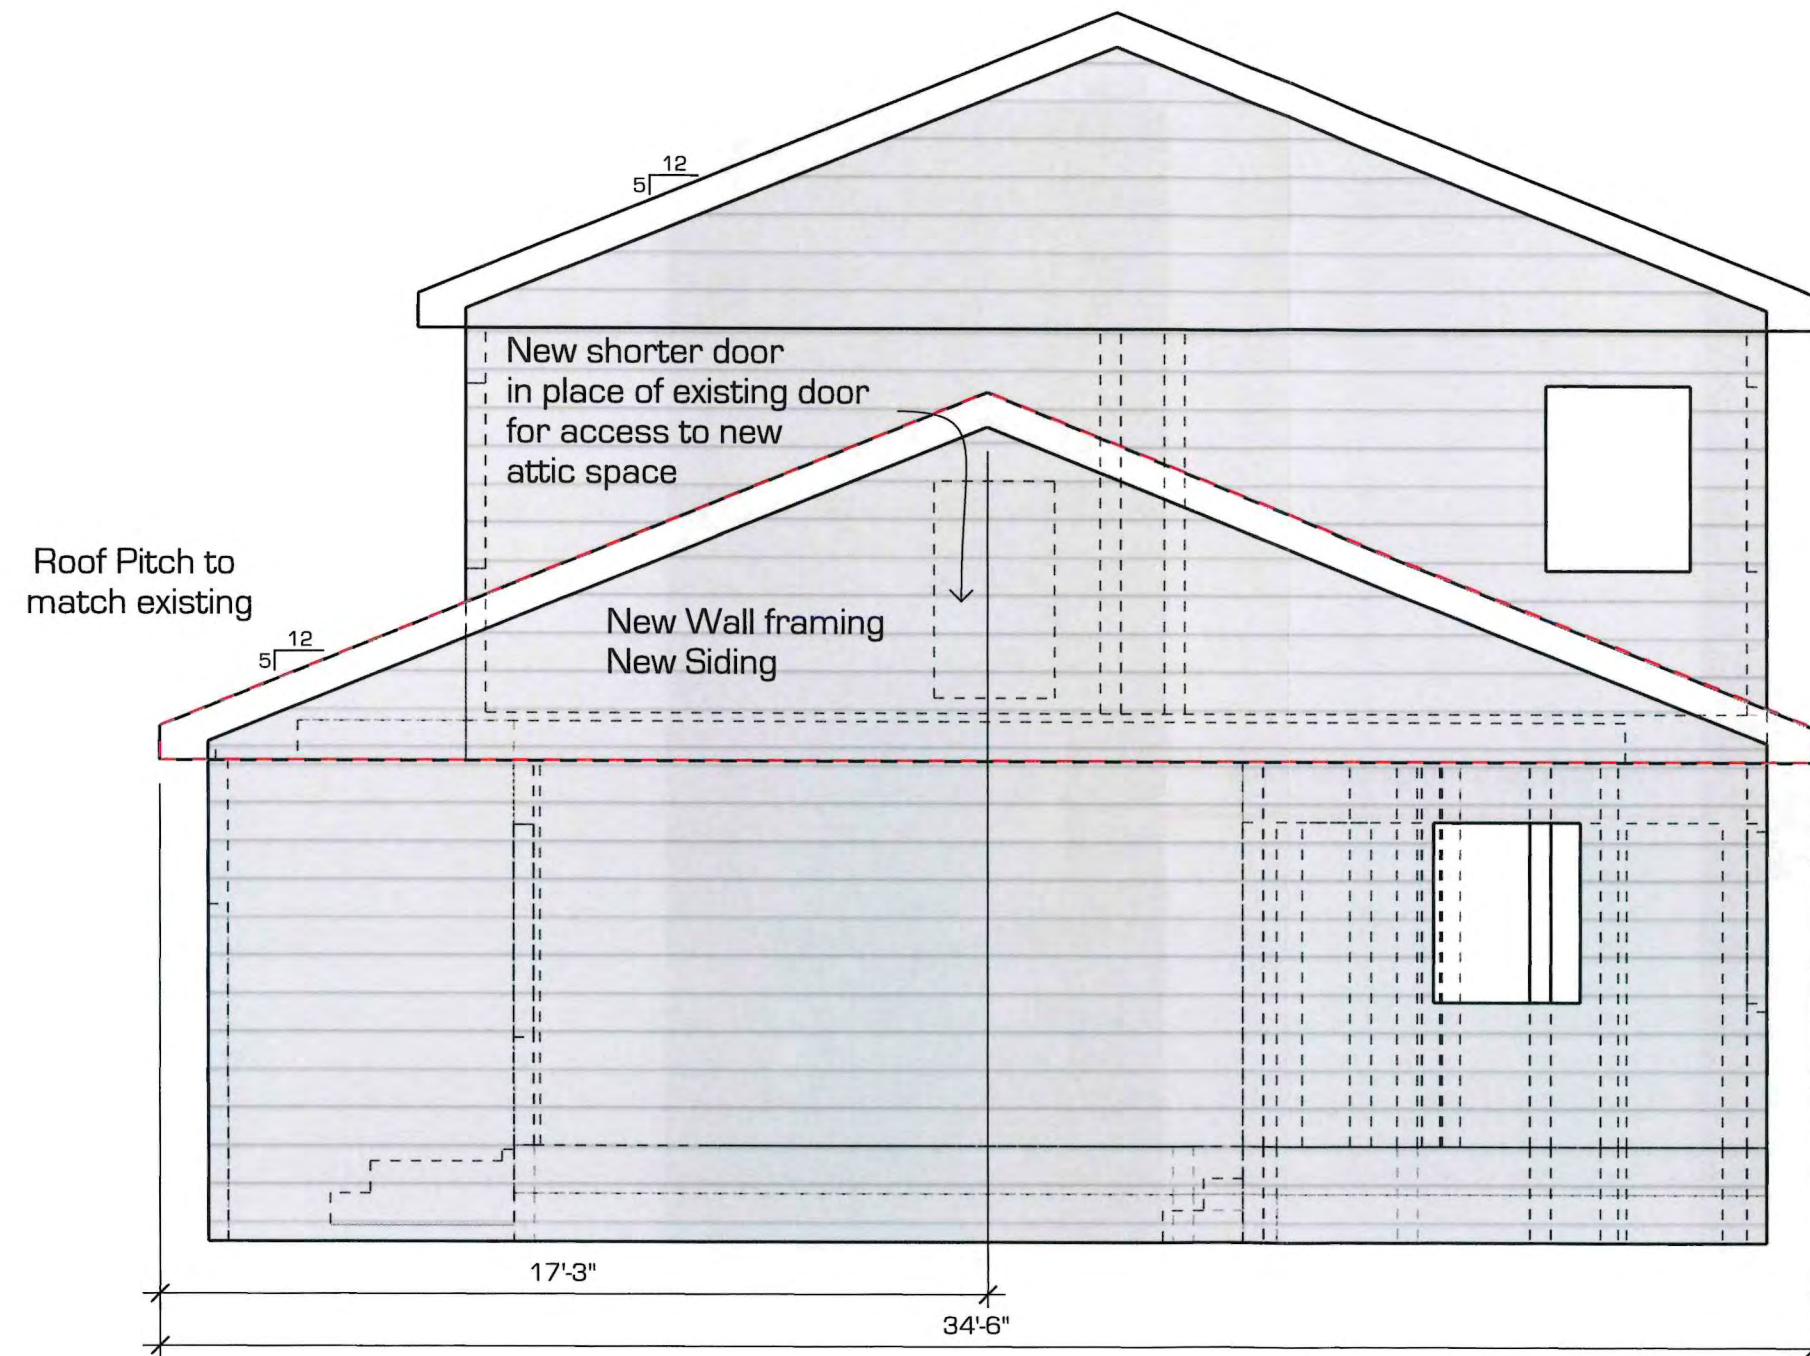 12
5
New shorter door
in place of existing door
for access to new
attic space
Roof Pitch to
match existing
12
5
New Wall framing
New Siding
17'-3"
34'-6"